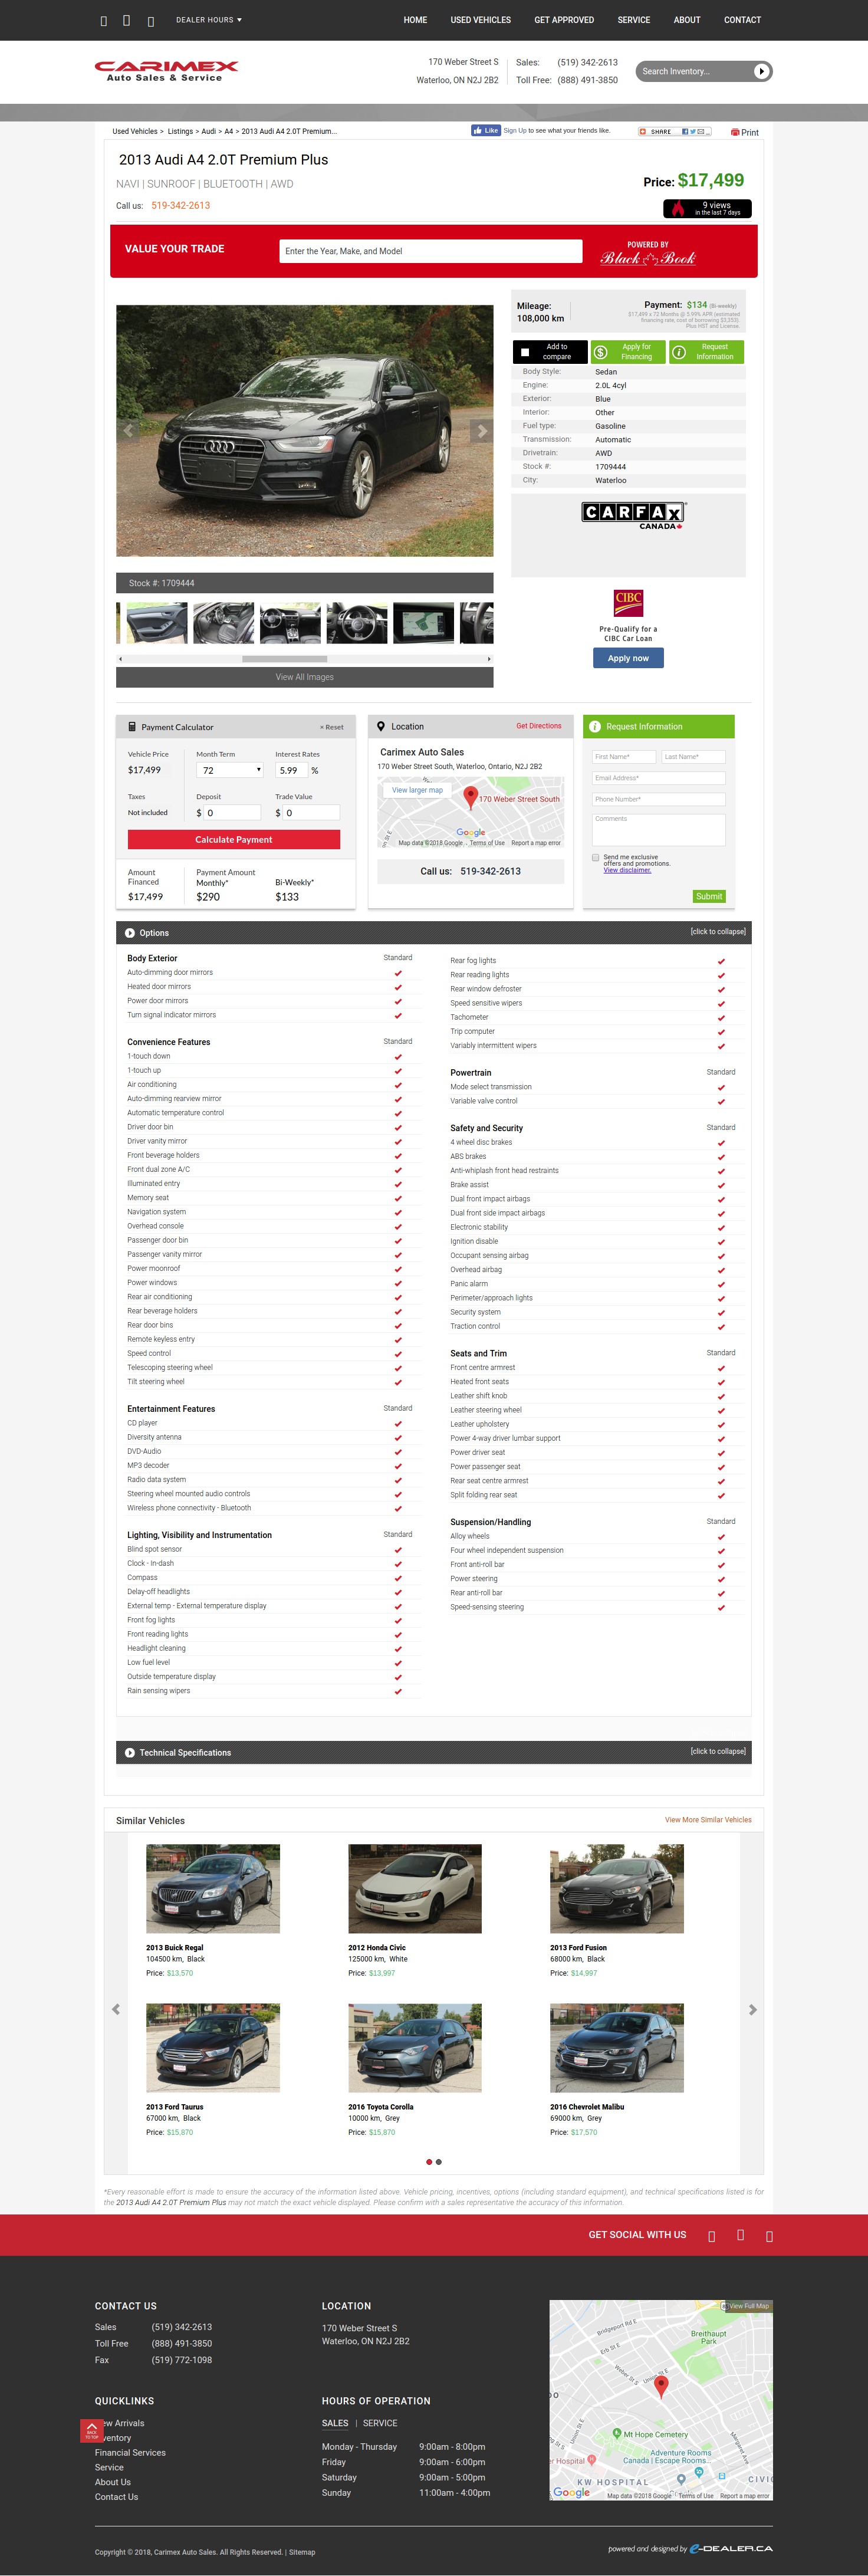 DEALER HOURS
HOME USED VEHICLES GET APPROVED SERVICE ABOUT CONTACT
CARIMEX
Auto Sales & Service
170 Weber Street S
Waterloo, ON N2J 2B2
Sales: (519) 342-2613
Toll Free: (888) 491-3850
Search Inventory...
Used Vehicles > Listings > Audi > A4 > 2013 Audi A4 2.0T Premium...
Like Sign Up to see what your friends like.
SHARE
Print
2013 Audi A4 2.0T Premium Plus
NAVI | SUNROOF | BLUETOOTH | AWD
Price: $17,499
Call us: 519-342-2613
9 views
in the last 7 days
VALUE YOUR TRADE
Enter the Year, Make, and Model
POWERED BY
Black Book
Mileage:
108,000 km
Payment: $134 (Bi-weekly)
$17,499 x 72 Months @ 5.99% APR (estimated
financing rate, cost of borrowing $3,353).
Plus HST and License.
Add to
compare
Apply for
Financing
Request
Information
Body Style: Sedan
Engine: 2.0L 4cyl
Exterior: Blue
Interior: Other
Fuel type: Gasoline
Transmission: Automatic
Drivetrain: AWD
Stock #: 1709444
City: Waterloo
CARFAX
CANADA
Stock #: 1709444
View All Images
CIBC
Pre-Qualify for a
CIBC Car Loan
Apply now
Payment Calculator
× Reset
Vehicle Price Month Term Interest Rates
$17,499 72 5.99 %
Taxes Deposit Trade Value
Not included $ 0 $ 0
Calculate Payment
Amount
Financed
$17,499
Payment Amount
Monthly* Bi-Weekly*
$290 $133
Location
Get Directions
Carimex Auto Sales
170 Weber Street South, Waterloo, Ontario, N2J 2B2
View larger map
170 Weber Street South
Google
Map data ©2018 Google Terms of Use Report a map error
Call us: 519-342-2613
Request Information
First Name* Last Name*
Email Address*
Phone Number*
Comments
Send me exclusive
offers and promotions.
View disclaimer.
Submit
Options
[click to collapse]
Body Exterior Standard
Auto-dimming door mirrors
Heated door mirrors
Power door mirrors
Turn signal indicator mirrors
Convenience Features Standard
1-touch down
1-touch up
Air conditioning
Auto-dimming rearview mirror
Automatic temperature control
Driver door bin
Driver vanity mirror
Front beverage holders
Front dual zone A/C
Illuminated entry
Memory seat
Navigation system
Overhead console
Passenger door bin
Passenger vanity mirror
Power moonroof
Power windows
Rear air conditioning
Rear beverage holders
Rear door bins
Remote keyless entry
Speed control
Telescoping steering wheel
Tilt steering wheel
Entertainment Features Standard
CD player
Diversity antenna
DVD-Audio
MP3 decoder
Radio data system
Steering wheel mounted audio controls
Wireless phone connectivity - Bluetooth
Lighting, Visibility and Instrumentation Standard
Blind spot sensor
Clock - In-dash
Compass
Delay-off headlights
External temp - External temperature display
Front fog lights
Front reading lights
Headlight cleaning
Low fuel level
Outside temperature display
Rain sensing wipers
Rear fog lights
Rear reading lights
Rear window defroster
Speed sensitive wipers
Tachometer
Trip computer
Variably intermittent wipers
Powertrain Standard
Mode select transmission
Variable valve control
Safety and Security Standard
4 wheel disc brakes
ABS brakes
Anti-whiplash front head restraints
Brake assist
Dual front impact airbags
Dual front side impact airbags
Electronic stability
Ignition disable
Occupant sensing airbag
Overhead airbag
Panic alarm
Perimeter/approach lights
Security system
Traction control
Seats and Trim Standard
Front centre armrest
Heated front seats
Leather shift knob
Leather steering wheel
Leather upholstery
Power 4-way driver lumbar support
Power driver seat
Power passenger seat
Rear seat centre armrest
Split folding rear seat
Suspension/Handling Standard
Alloy wheels
Four wheel independent suspension
Front anti-roll bar
Power steering
Rear anti-roll bar
Speed-sensing steering
Technical Specifications
[click to collapse]
Similar Vehicles
View More Similar Vehicles
2013 Buick Regal
104500 km, Black
Price: $13,570
2012 Honda Civic
125000 km, White
Price: $13,997
2013 Ford Fusion
68000 km, Black
Price: $14,997
2013 Ford Taurus
67000 km, Black
Price: $15,870
2016 Toyota Corolla
10000 km, Grey
Price: $15,870
2016 Chevrolet Malibu
69000 km, Grey
Price: $17,570
*Every reasonable effort is made to ensure the accuracy of the information listed above. Vehicle pricing, incentives, options (including standard equipment), and technical specifications listed is for
the 2013 Audi A4 2.0T Premium Plus may not match the exact vehicle displayed. Please confirm with a sales representative the accuracy of this information.
GET SOCIAL WITH US
CONTACT US
Sales (519) 342-2613
Toll Free (888) 491-3850
Fax (519) 772-1098
LOCATION
170 Weber Street S
Waterloo, ON N2J 2B2
View Full Map
Bridgeport Rd E
Breithaupt
Park
Erb St E
Weber St S
Union St E
Mt Hope Cemetery
Margaret Ave
Adventure Rooms
Canada | Escape Rooms...
Hospital
KW HOSPITAL
CIVIC
Google
Map data ©2018 Google Terms of Use Report a map error
QUICKLINKS
BACK
TO TOP
ew Arrivals
ventory
Financial Services
Service
About Us
Contact Us
HOURS OF OPERATION
SALES | SERVICE
Monday - Thursday 9:00am - 8:00pm
Friday 9:00am - 6:00pm
Saturday 9:00am - 5:00pm
Sunday 11:00am - 4:00pm
Copyright © 2018, Carimex Auto Sales. All Rights Reserved. | Sitemap
powered and designed by e-DEALER.CA